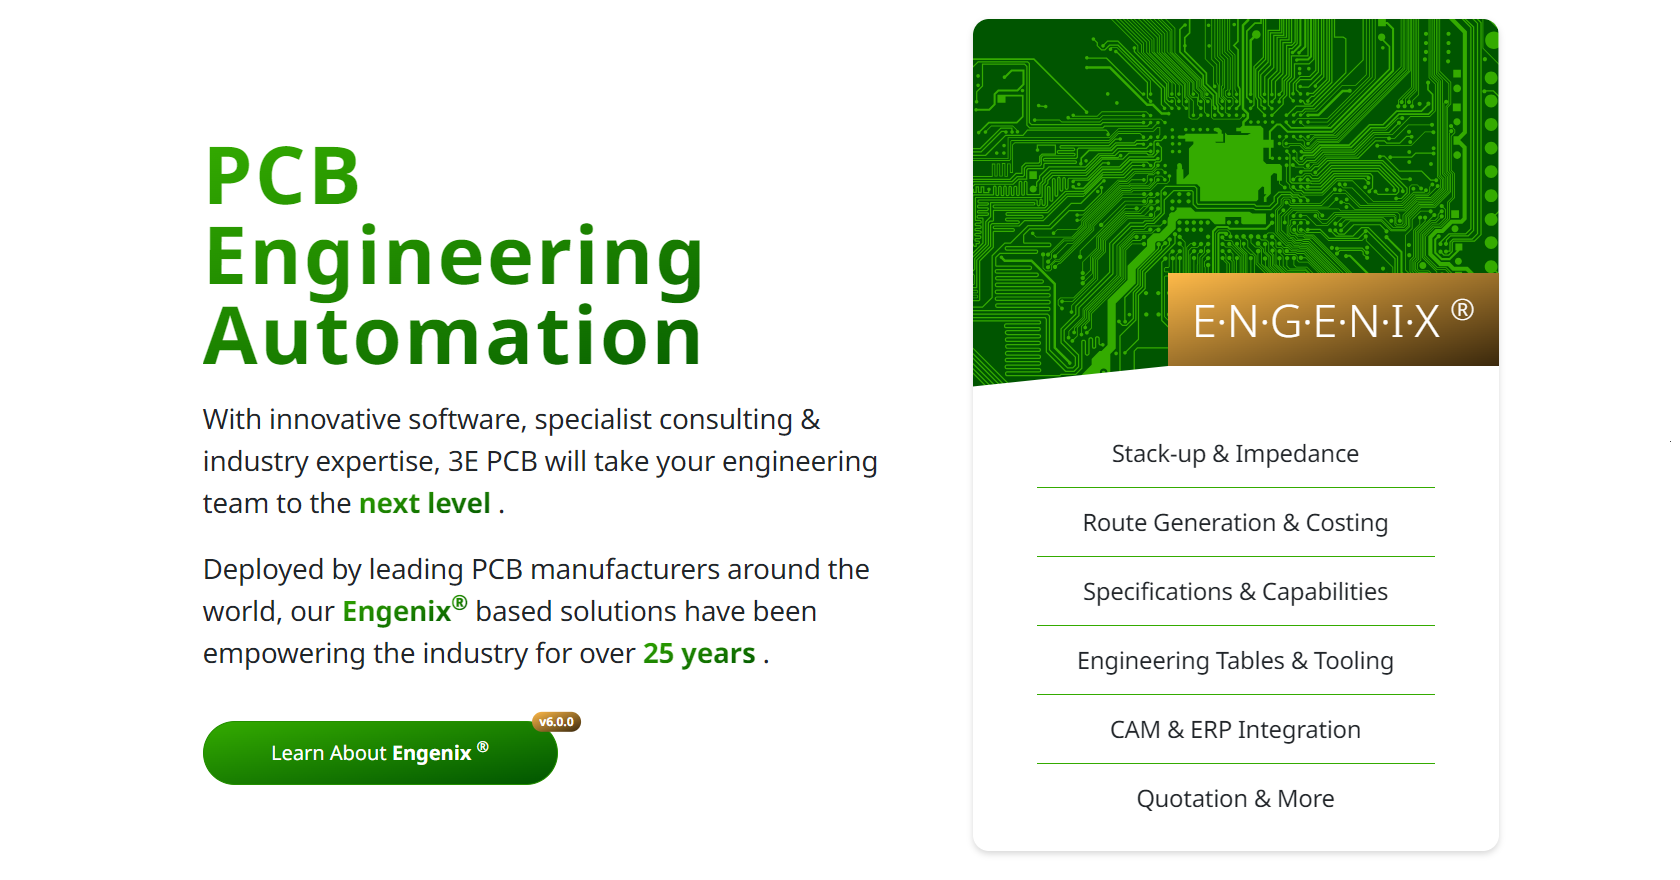 PCB
Engineering
Automation
With innovative software, specialist consulting &
industry expertise, 3E PCB will take your engineering
team to the next level .
Deployed by leading PCB manufacturers around the
world, our Engenix® based solutions have been
empowering the industry for over 25 years .
v6.0.0
Learn About Engenix ®
E·N·G·E·N·I·X ®
Stack-up & Impedance
Route Generation & Costing
Specifications & Capabilities
Engineering Tables & Tooling
CAM & ERP Integration
Quotation & More